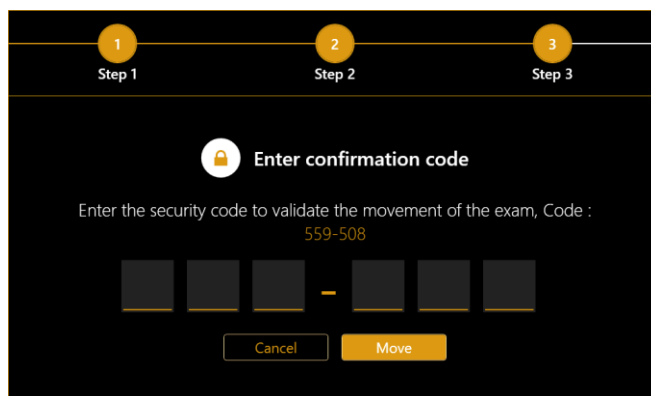 1 2 3
Step 1 Step 2 Step 3
Enter confirmation code
Enter the security code to validate the movement of the exam, Code :
559-508
–
Cancel Move